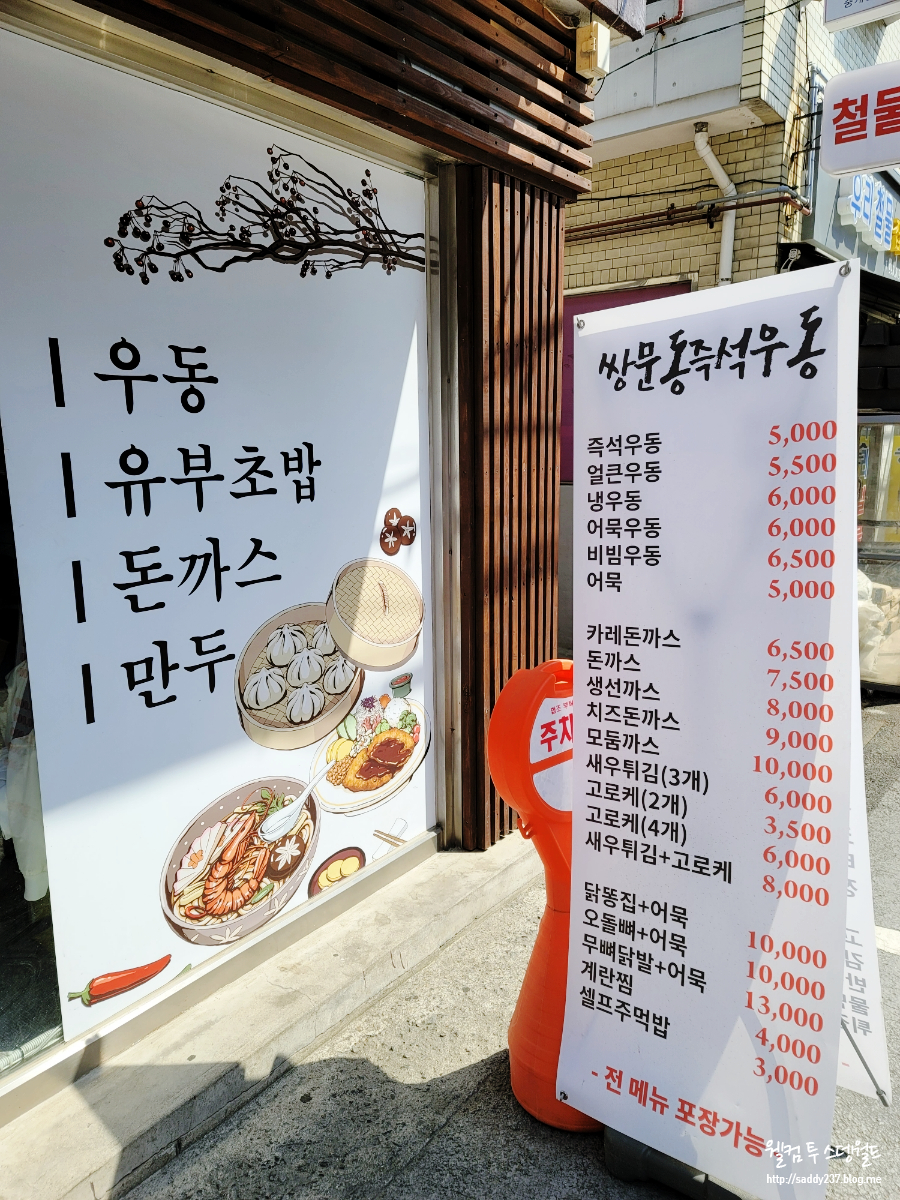 | 우동
| 유부초밥
| 돈까스
| 만두
철물
우리철물
주차
쌍문동즉석우동
즉석우동 5,000
얼큰우동 5,500
냉우동 6,000
어묵우동 6,000
비빔우동 6,500
어묵 5,000
카레돈까스 6,500
돈까스 7,500
생선까스 8,000
치즈돈까스 9,000
모둠까스 10,000
새우튀김(3개) 6,000
고로케(2개) 3,500
고로케(4개) 6,000
새우튀김+고로케 8,000
닭똥집+어묵 10,000
오돌뼈+어묵 10,000
무뼈닭발+어묵 13,000
계란찜 4,000
셀프주먹밥 3,000
- 전 메뉴 포장가능
웰컴 투 스뎅월드
http://saddy237.blog.me